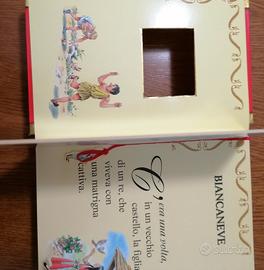 BIANCANEVE
C'era una volta,
in un vecchio
castello, la figlia
di un re, che
viveva con
una matrigna
cattiva.
subito